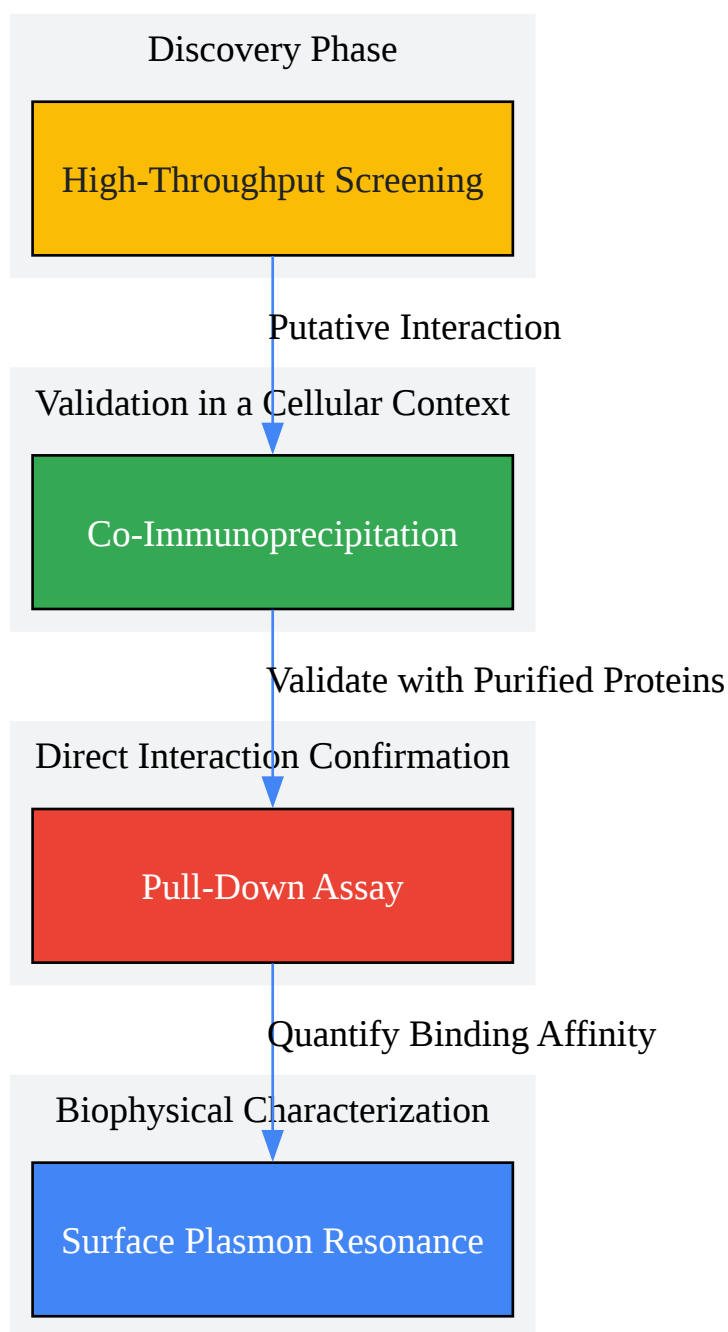 Discovery Phase
High-Throughput Screening
Putative Interaction
Validation in a Cellular Context
Co-Immunoprecipitation
Validate with Purified Proteins
Direct Interaction Confirmation
Pull-Down Assay
Quantify Binding Affinity
Biophysical Characterization
Surface Plasmon Resonance